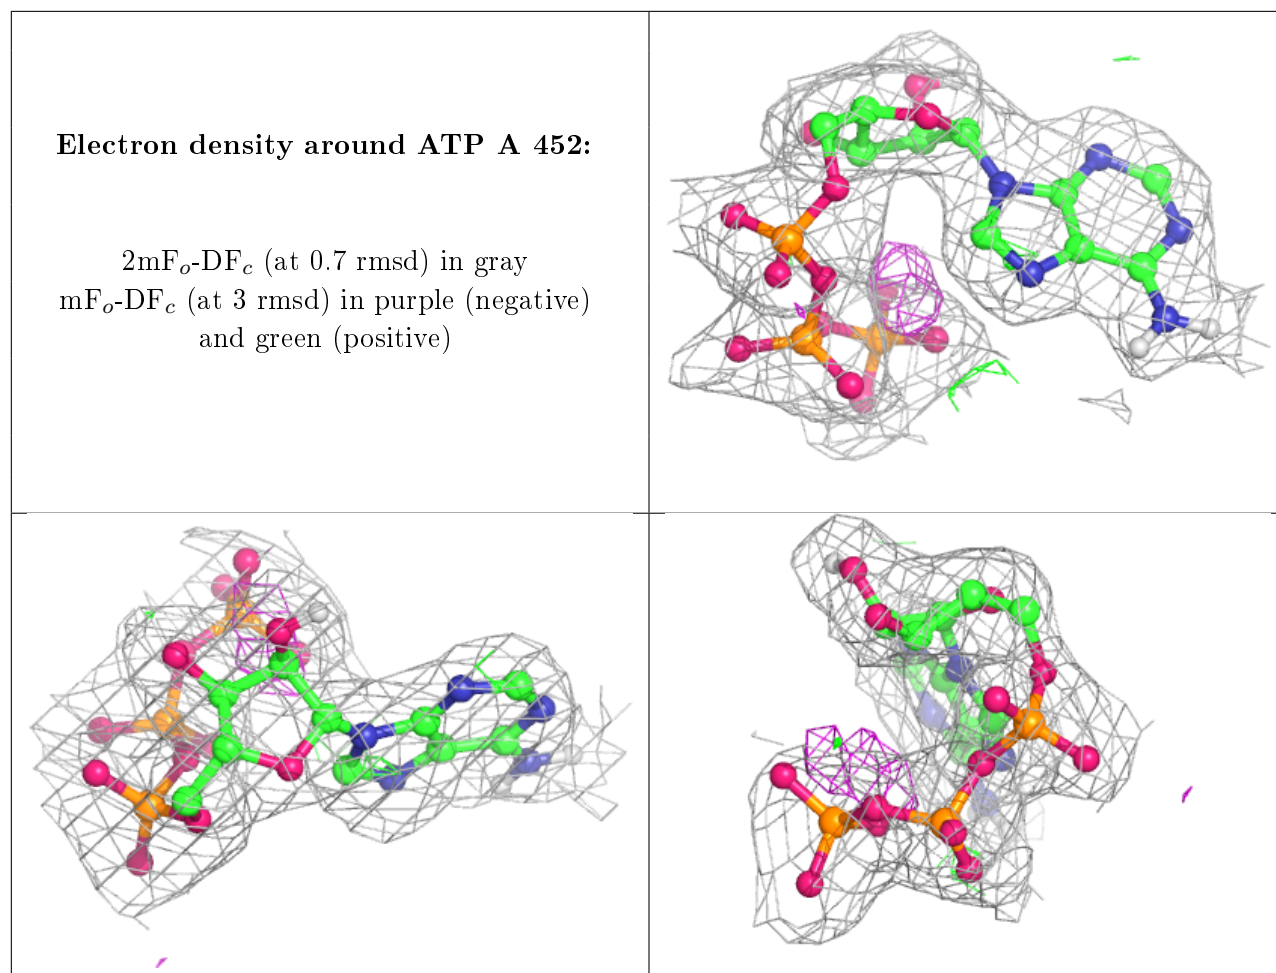 Electron density around ATP A 452:
2mFₒ-DF𝒸 (at 0.7 rmsd) in gray
mFₒ-DF𝒸 (at 3 rmsd) in purple (negative)
and green (positive)